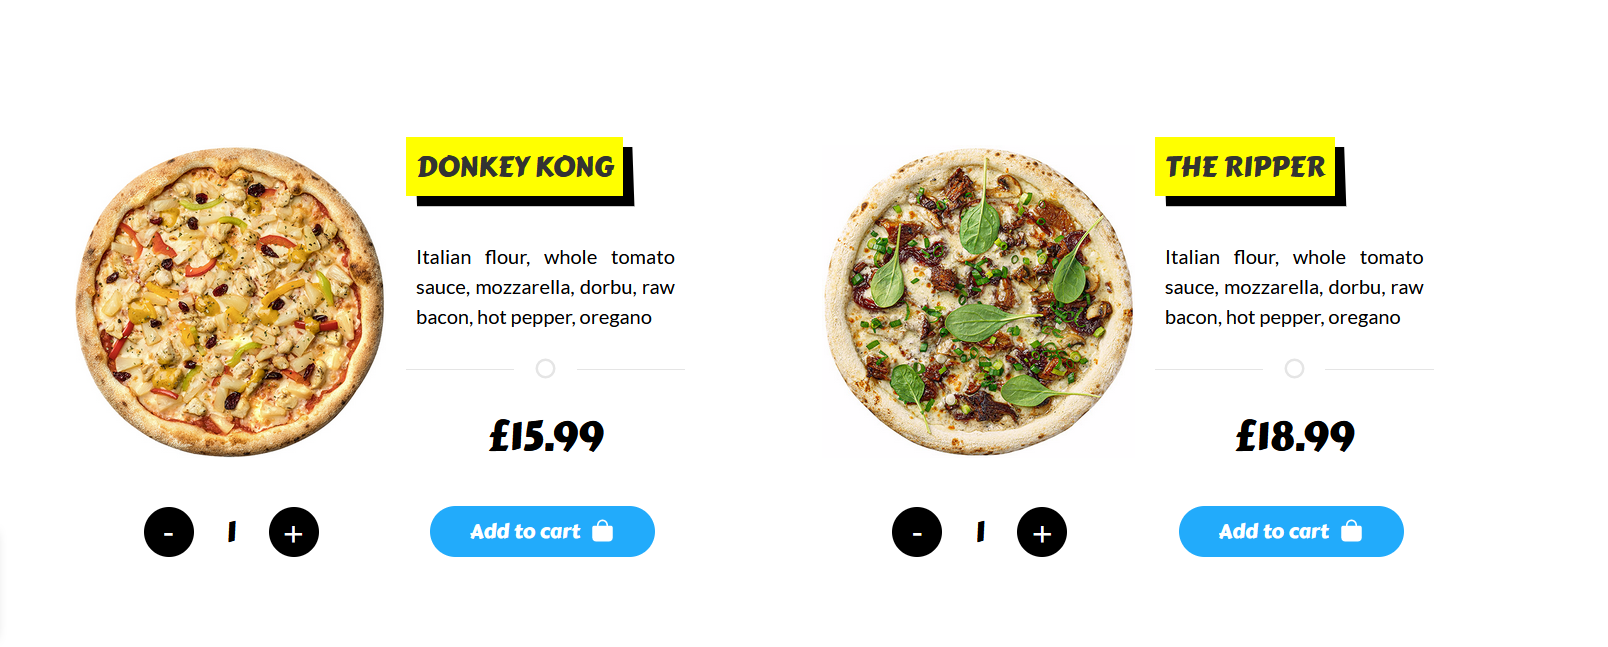 DONKEY KONG
Italian flour, whole tomato
sauce, mozzarella, dorbu, raw
bacon, hot pepper, oregano
£15.99
- 1 +
Add to cart
THE RIPPER
Italian flour, whole tomato
sauce, mozzarella, dorbu, raw
bacon, hot pepper, oregano
£18.99
- 1 +
Add to cart